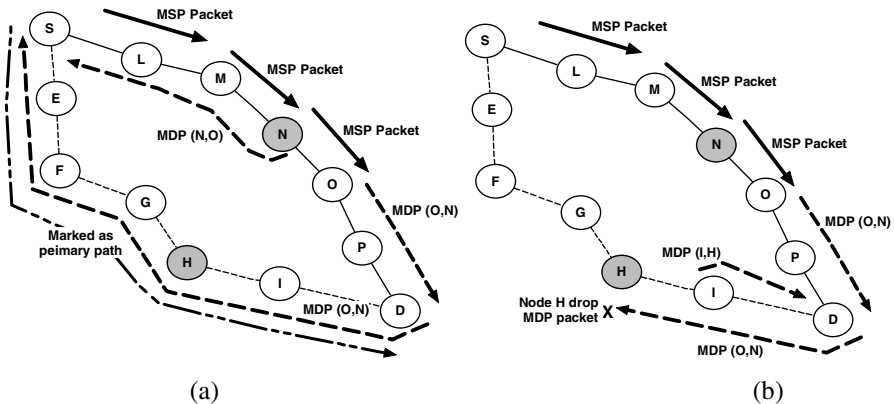 MSP Packet
S
L
M
MSP Packet
E
MDP (N,O)
N
MSP Packet
F
O
G
MDP (O,N)
Marked as
peimary path
H
P
I
MDP (O,N)
D
(a)
MSP Packet
S
L
M
MSP Packet
E
N
MSP Packet
F
O
G
MDP (O,N)
MDP (I,H)
H
P
I
Node H drop
MDP packet X
D
MDP (O,N)
(b)